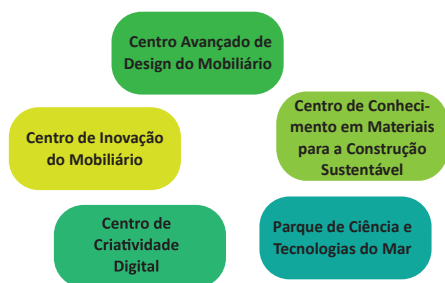 Centro Avançado de
Design do Mobiliário
Centro de Inovação
do Mobiliário
Centro de Conheci-
mento em Materiais
para a Construção
Sustentável
Centro de
Criatividade
Digital
Parque de Ciência e
Tecnologias do Mar